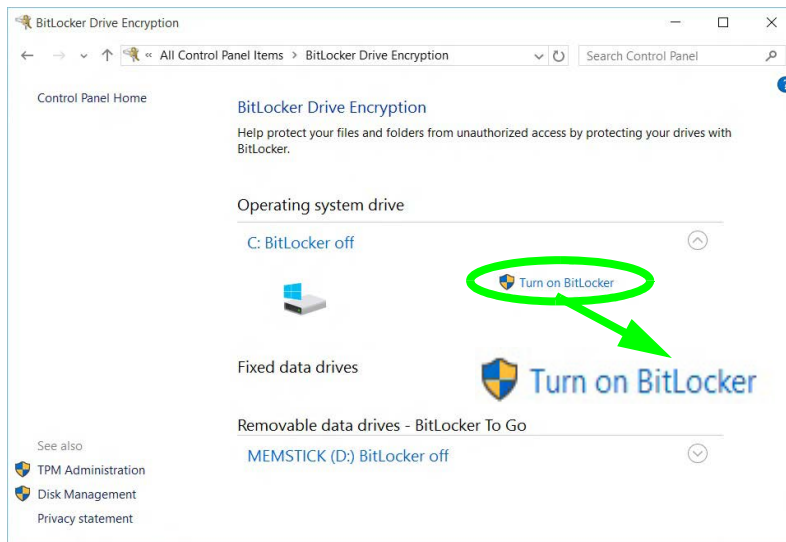 BitLocker Drive Encryption
« All Control Panel Items > BitLocker Drive Encryption
Search Control Panel
Control Panel Home
BitLocker Drive Encryption
Help protect your files and folders from unauthorized access by protecting your drives with
BitLocker.
Operating system drive
C: BitLocker off
Turn on BitLocker
Fixed data drives
Turn on BitLocker
Removable data drives - BitLocker To Go
MEMSTICK (D:) BitLocker off
See also
TPM Administration
Disk Management
Privacy statement